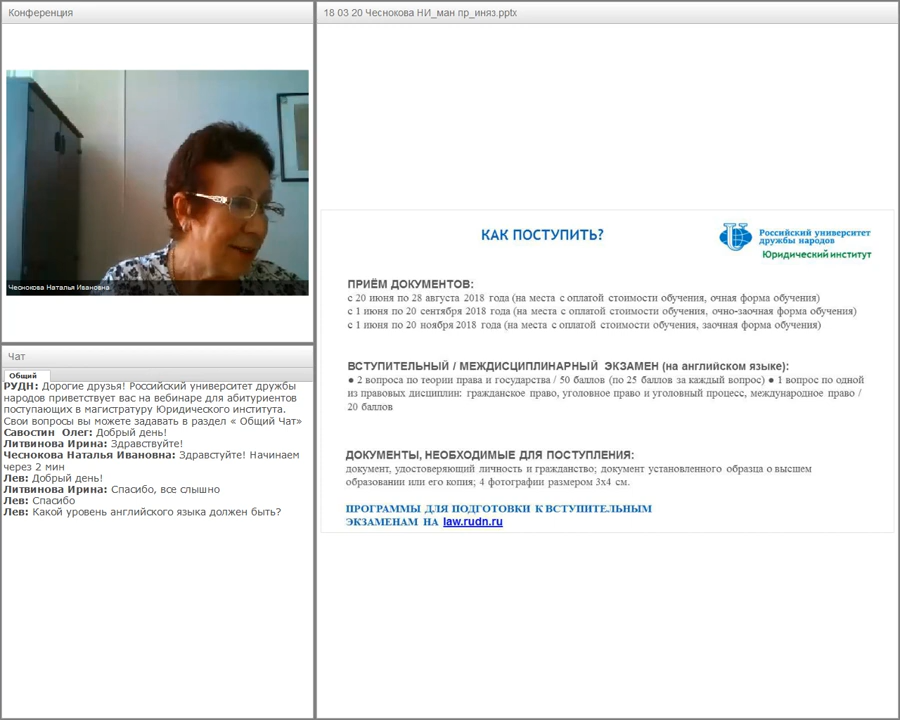 Конференция
Чеснокова Наталья Ивановна
Чат
Общий
РУДН: Дорогие друзья! Российский университет дружбы
народов приветствует вас на вебинаре для абитуриентов
поступающих в магистратуру Юридического института.
Свои вопросы вы можете задавать в раздел « Общий Чат»
Савостин Олег: Добрый день!
Литвинова Ирина: Здравствуйте!
Чеснокова Наталья Ивановна: Здравстуйте! Начинаем
через 2 мин
Лев: Добрый день!
Литвинова Ирина: Спасибо, все слышно
Лев: Спасибо
Лев: Какой уровень английского языка должен быть?
18 03 20 Чеснокова НИ_ман пр_иняз.pptx
КАК ПОСТУПИТЬ?
Российский университет
дружбы народов
Юридический институт
ПРИЁМ ДОКУМЕНТОВ:
с 20 июня по 28 августа 2018 года (на места с оплатой стоимости обучения, очная форма обучения)
с 1 июня по 20 сентября 2018 года (на места с оплатой стоимости обучения, очно-заочная форма обучения)
с 1 июня по 20 ноября 2018 года (на места с оплатой стоимости обучения, заочная форма обучения)
ВСТУПИТЕЛЬНЫЙ / МЕЖДИСЦИПЛИНАРНЫЙ ЭКЗАМЕН (на английском языке):
● 2 вопроса по теории права и государства / 50 баллов (по 25 баллов за каждый вопрос) ● 1 вопрос по одной
из правовых дисциплин: гражданское право, уголовное право и уголовный процесс, международное право /
20 баллов
ДОКУМЕНТЫ, НЕОБХОДИМЫЕ ДЛЯ ПОСТУПЛЕНИЯ:
документ, удостоверяющий личность и гражданство; документ установленного образца о высшем
образовании или его копия; 4 фотографии размером 3х4 см.
ПРОГРАММЫ ДЛЯ ПОДГОТОВКИ К ВСТУПИТЕЛЬНЫМ
ЭКЗАМЕНАМ НА law.rudn.ru